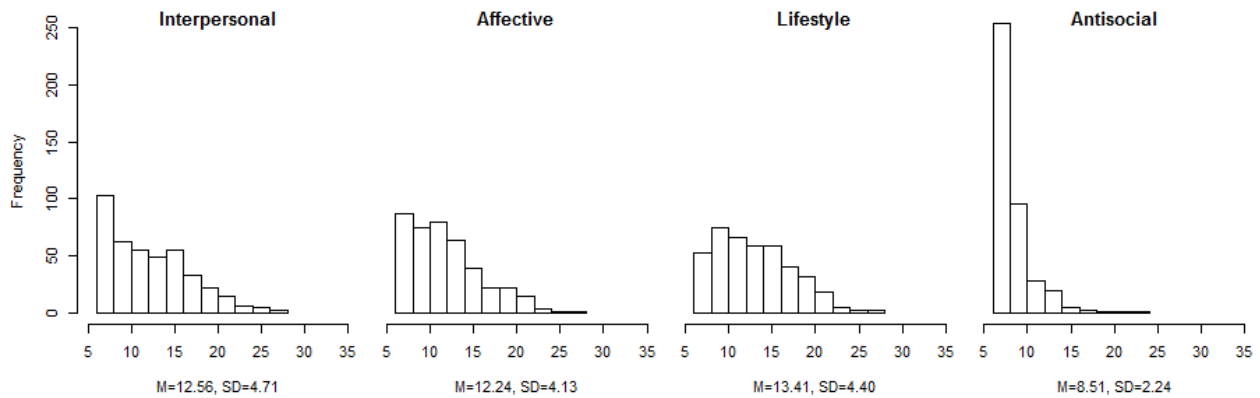 Interpersonal Affective Lifestyle Antisocial
250
200
150
100
50
0
Frequency
5 10 15 20 25 30 35 5 10 15 20 25 30 35 5 10 15 20 25 30 35 5 10 15 20 25 30 35
M=12.56, SD=4.71 M=12.24, SD=4.13 M=13.41, SD=4.40 M=8.51, SD=2.24